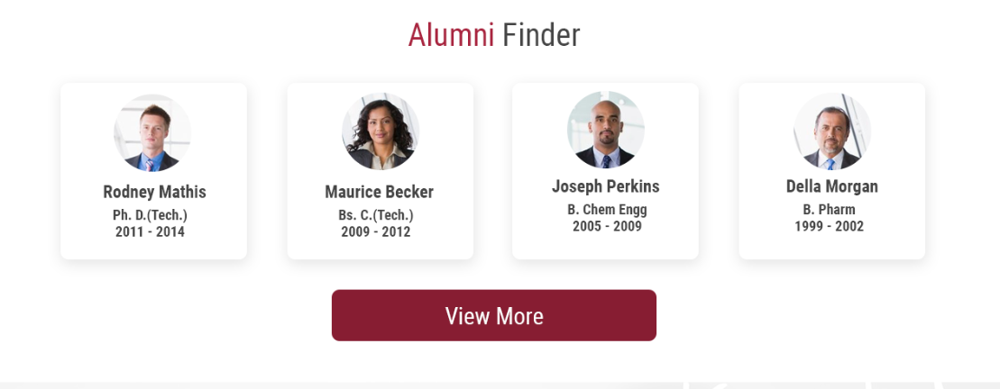 Alumni Finder
Rodney Mathis
Ph. D.(Tech.)
2011 - 2014
Maurice Becker
Bs. C.(Tech.)
2009 - 2012
Joseph Perkins
B. Chem Engg
2005 - 2009
Della Morgan
B. Pharm
1999 - 2002
View More